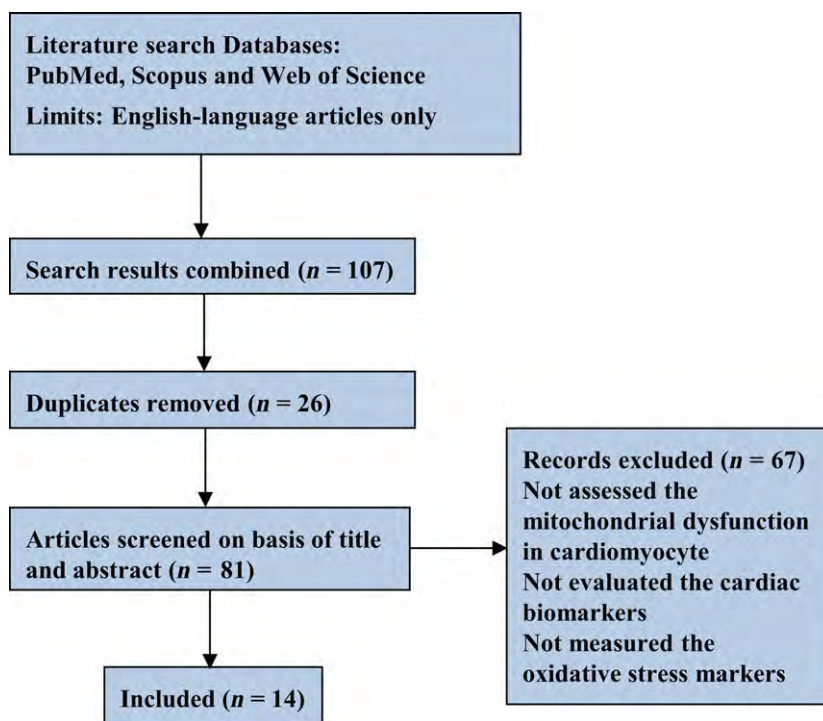 Literature search Databases:
PubMed, Scopus and Web of Science
Limits: English-language articles only
Search results combined (n = 107)
Duplicates removed (n = 26)
Articles screened on basis of title
and abstract (n = 81)
Records excluded (n = 67)
Not assessed the
mitochondrial dysfunction
in cardiomyocyte
Not evaluated the cardiac
biomarkers
Not measured the
oxidative stress markers
Included (n = 14)